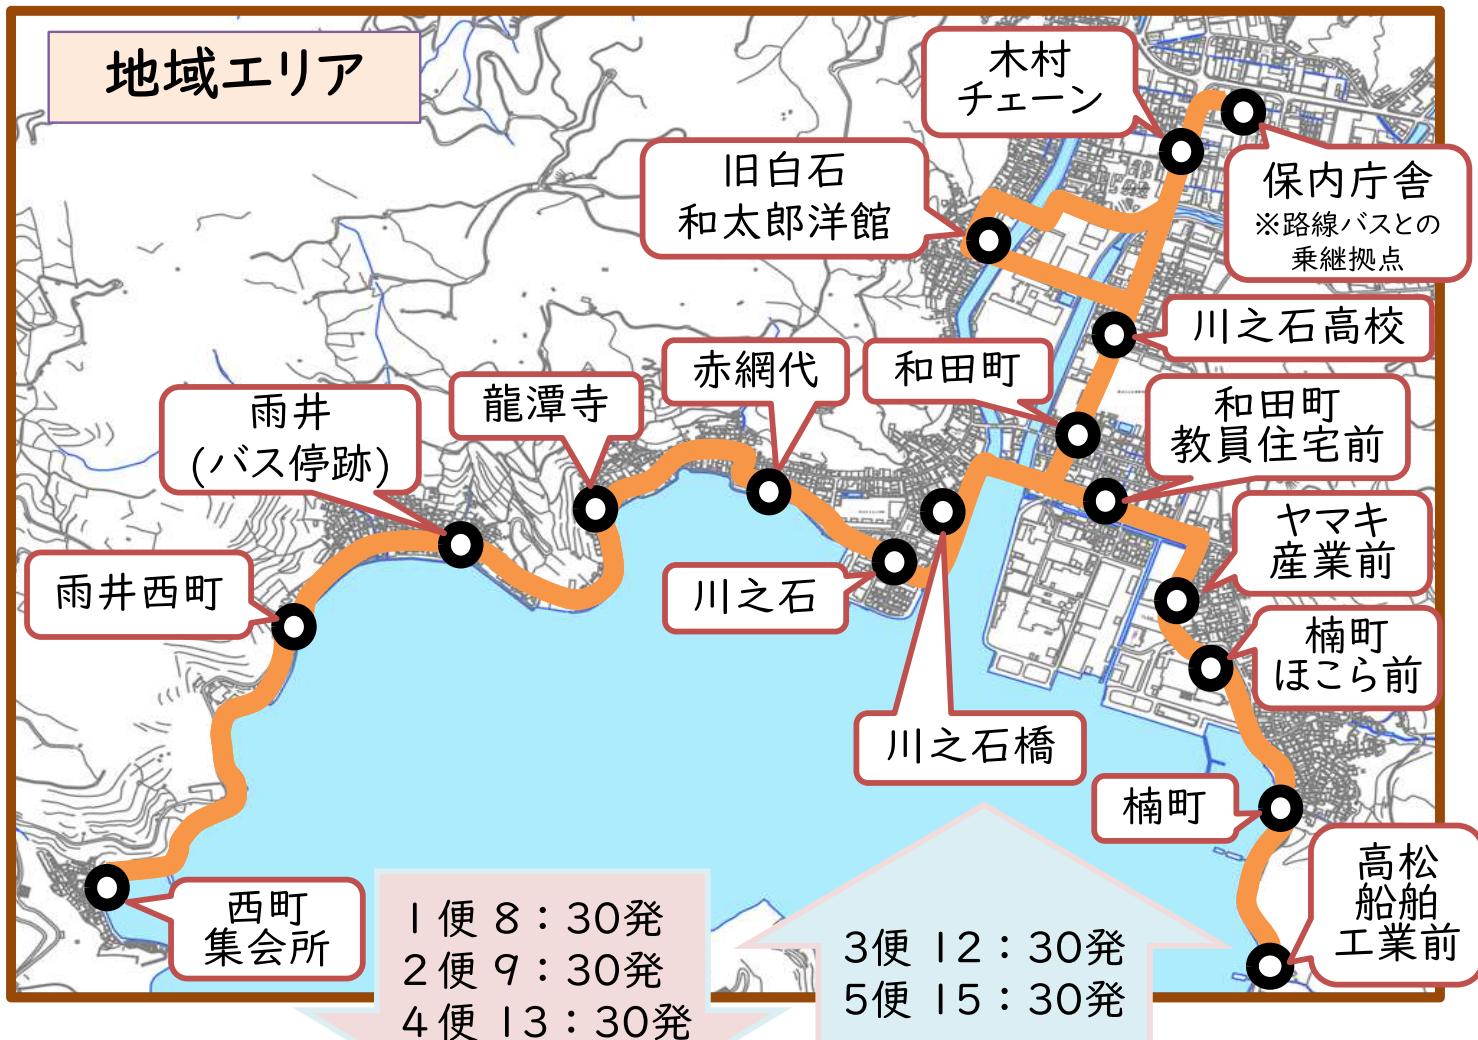 地域エリア
木村
チェーン
旧白石
和太郎洋館
保内庁舎
※路線バスとの
乗継拠点
川之石高校
赤網代
和田町
龍潭寺
和田町
教員住宅前
雨井
(バス停跡)
ヤマキ
産業前
雨井西町
川之石
楠町
ほこら前
川之石橋
楠町
高松
船舶
工業前
西町
集会所
1便 8：30発
2便 9：30発
4便 13：30発
3便 12：30発
5便 15：30発